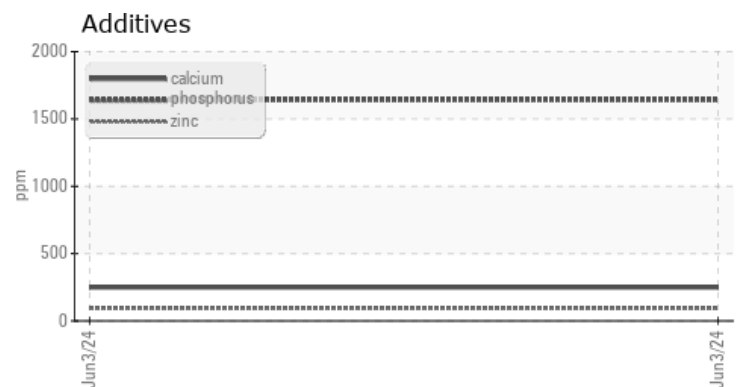 Additives
2000
calcium
phosphorus
1500
zinc
ppm
1000
500
0
Jun3/24
Jun3/24